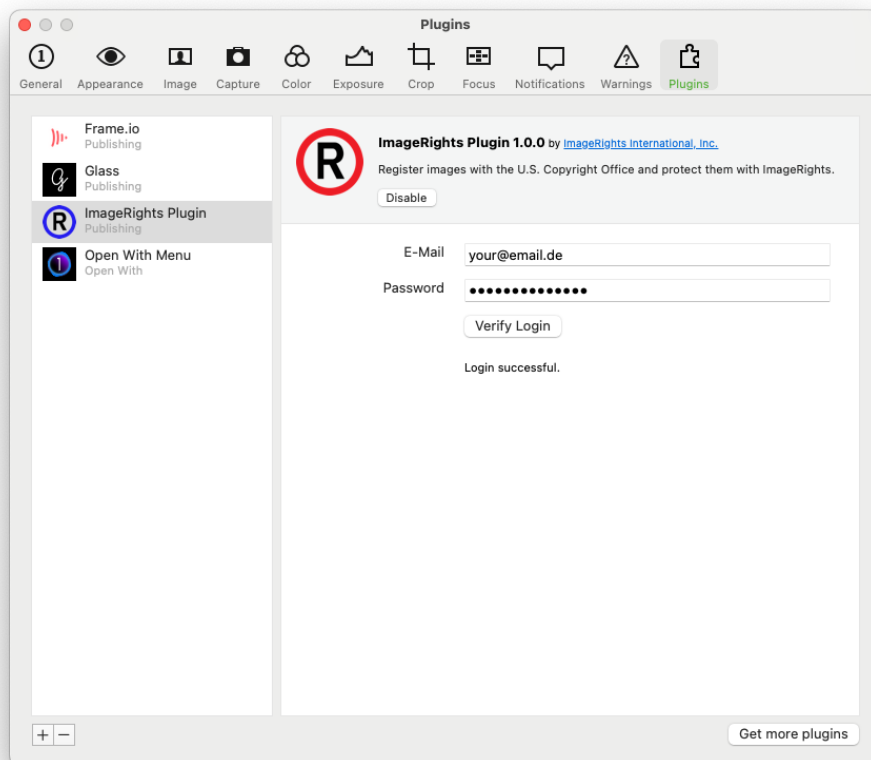 Plugins
General Appearance Image Capture Color Exposure Crop Focus Notifications Warnings Plugins
Frame.io
Publishing
Glass
Publishing
ImageRights Plugin
Publishing
Open With Menu
Open With
ImageRights Plugin 1.0.0 by ImageRights International, Inc.
Register images with the U.S. Copyright Office and protect them with ImageRights.
Disable
E-Mail your@email.de
Password ●●●●●●●●●●●●●●
Verify Login
Login successful.
Get more plugins